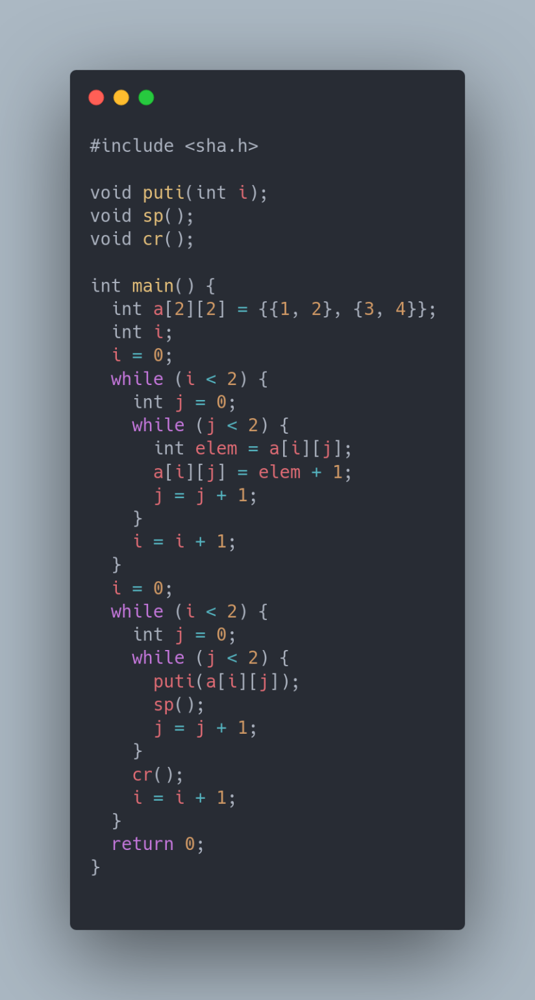 #include <sha.h>

void puti(int i);
void sp();
void cr();

int main() {
  int a[2][2] = {{1, 2}, {3, 4}};
  int i;
  i = 0;
  while (i < 2) {
    int j = 0;
    while (j < 2) {
      int elem = a[i][j];
      a[i][j] = elem + 1;
      j = j + 1;
    }
    i = i + 1;
  }
  i = 0;
  while (i < 2) {
    int j = 0;
    while (j < 2) {
      puti(a[i][j]);
      sp();
      j = j + 1;
    }
    cr();
    i = i + 1;
  }
  return 0;
}